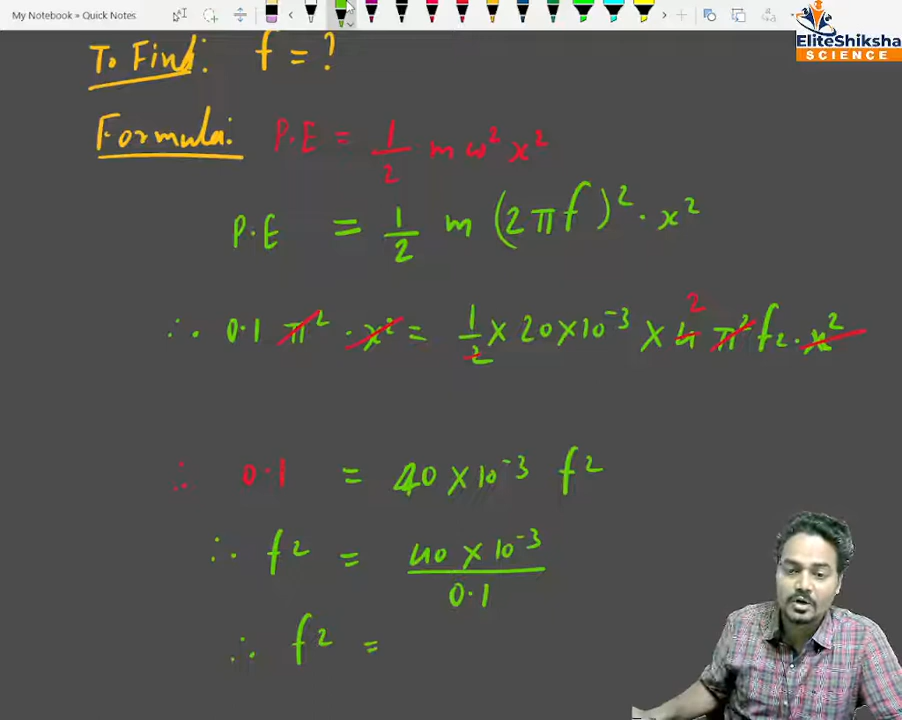 My Notebook » Quick Notes
EliteShiksha
SCIENCE
To Find: f = ?
Formula: P.E = 1/2 m ω² x²
P.E = 1/2 m (2πf)² · x²
∴ 0.1 π² · x² = 1/2 × 20 × 10⁻³ × 4 2 π² f² · x²
∴ 0.1 = 40 × 10⁻³ f²
∴ f² = 40 × 10⁻³ / 0.1
∴ f² =